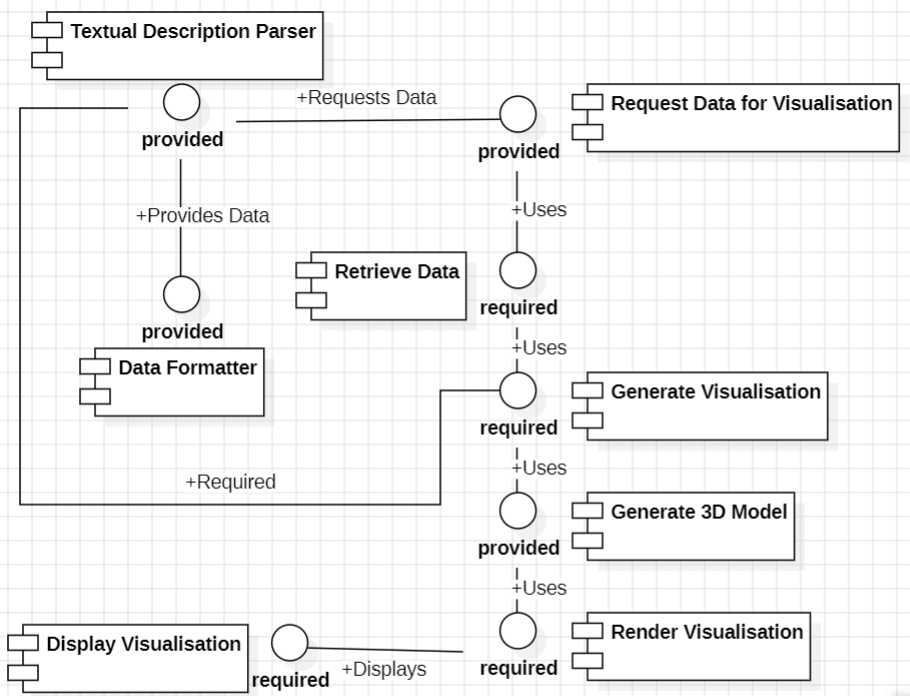 Textual Description Parser
+Requests Data
Request Data for Visualisation
provided
provided
+Provides Data
+Uses
Retrieve Data
required
provided
+Uses
Data Formatter
Generate Visualisation
required
+Uses
+Required
Generate 3D Model
provided
+Uses
Display Visualisation
Render Visualisation
required
+Displays
required